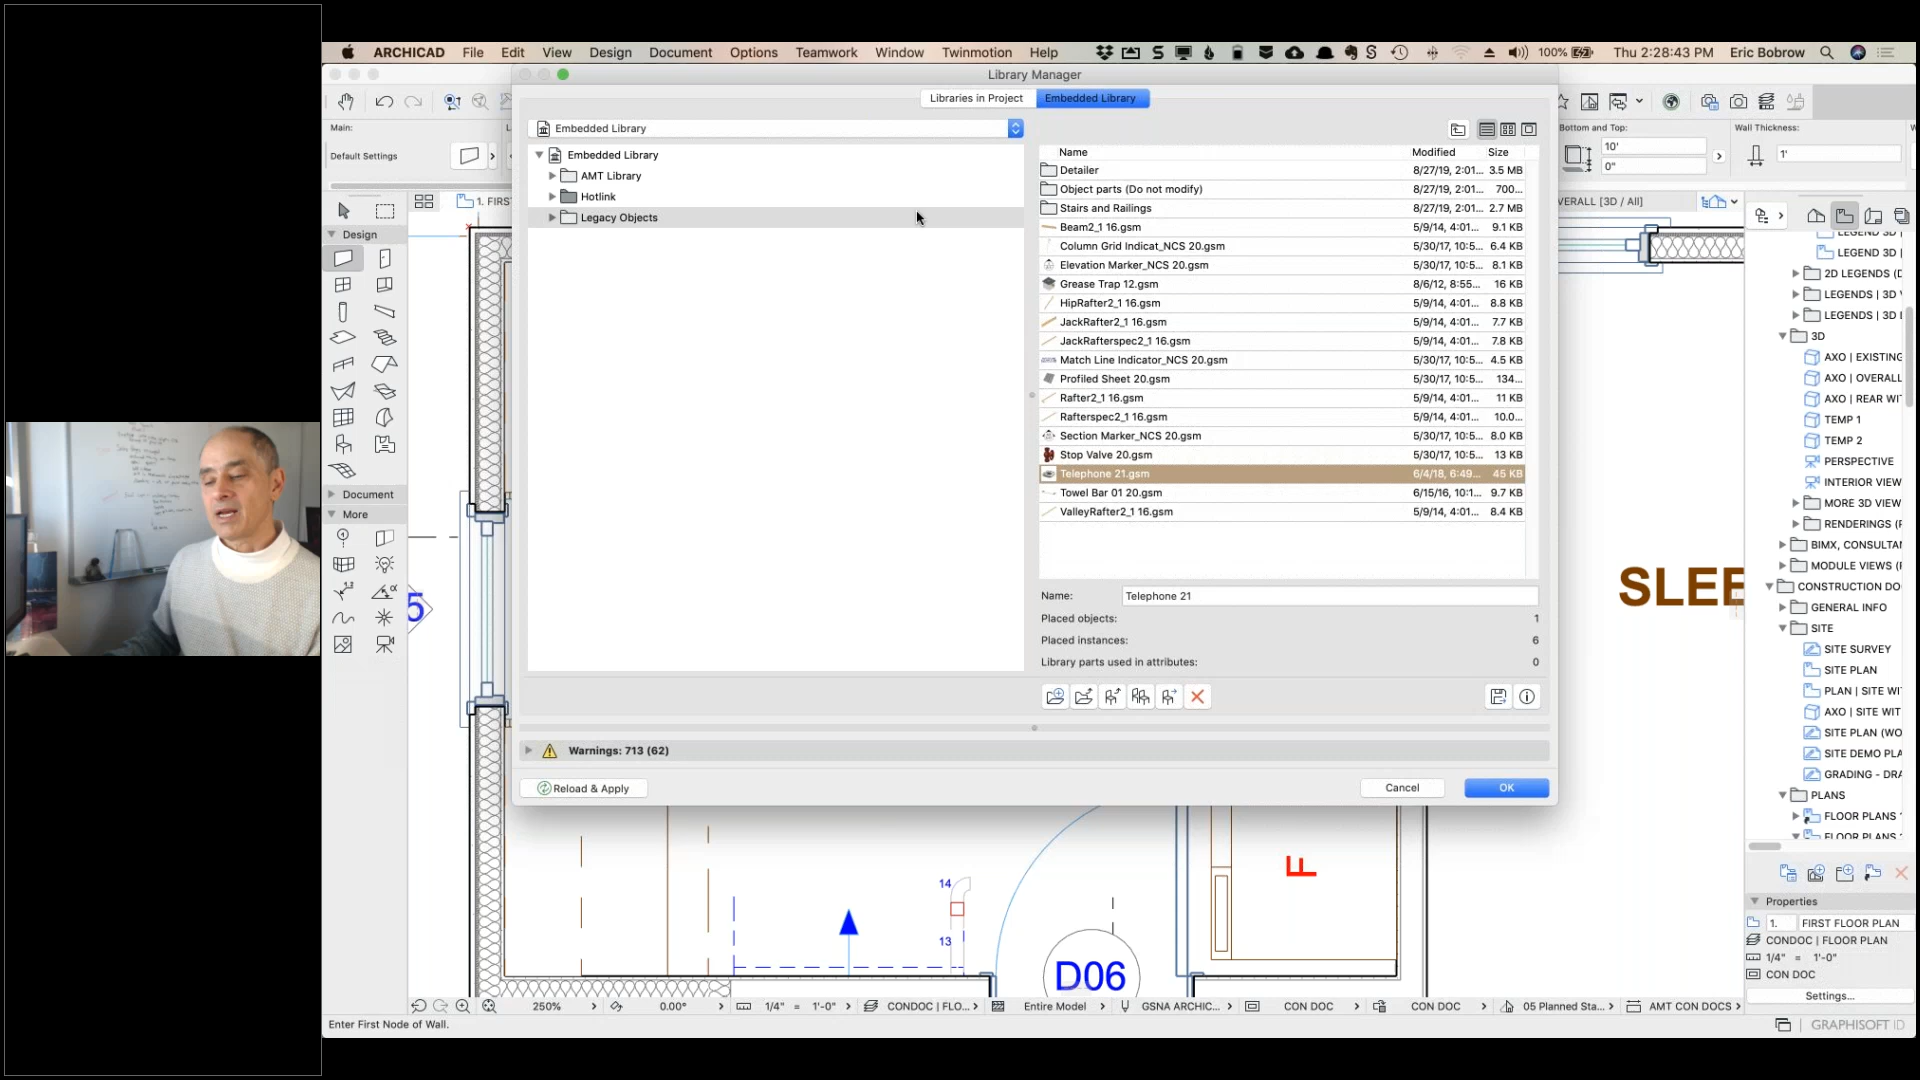 ARCHICAD File Edit View Design Document Options Teamwork Window Twinmotion Help 100% Thu 2:28:43 PM Eric Bobrow
Library Manager
Libraries in Project Embedded Library
Main:
Default Settings
Bottom and Top:
10'
0"
Wall Thickness:
1'
1. FIRS
VERALL [3D / All]
Design
Document
More
Embedded Library
Embedded Library
AMT Library
Hotlink
Legacy Objects
Name Modified Size
Detailer 8/27/19, 2:01... 3.5 MB
Object parts (Do not modify) 8/27/19, 2:01... 700...
Stairs and Railings 8/27/19, 2:01... 2.7 MB
Beam2_1 16.gsm 5/9/14, 4:01... 9.1 KB
Column Grid Indicat_NCS 20.gsm 5/30/17, 10:5... 6.4 KB
Elevation Marker_NCS 20.gsm 5/30/17, 10:5... 8.1 KB
Grease Trap 12.gsm 8/6/12, 8:55... 16 KB
HipRafter2_1 16.gsm 5/9/14, 4:01... 8.8 KB
JackRafter2_1 16.gsm 5/9/14, 4:01... 7.7 KB
JackRafterspec2_1 16.gsm 5/9/14, 4:01... 7.8 KB
Match Line Indicator_NCS 20.gsm 5/30/17, 10:5... 4.5 KB
Profiled Sheet 20.gsm 5/30/17, 10:5... 134...
Rafter2_1 16.gsm 5/9/14, 4:01... 11 KB
Rafterspec2_1 16.gsm 5/9/14, 4:01... 10.0...
Section Marker_NCS 20.gsm 5/30/17, 10:5... 8.0 KB
Stop Valve 20.gsm 5/30/17, 10:5... 13 KB
Telephone 21.gsm 6/4/18, 6:49... 45 KB
Towel Bar 01 20.gsm 6/15/16, 10:1... 9.7 KB
ValleyRafter2_1 16.gsm 5/9/14, 4:01... 8.4 KB
Name: Telephone 21
Placed objects: 1
Placed instances: 6
Library parts used in attributes: 0
Warnings: 713 (62)
Reload & Apply
Cancel
OK
5
SLEE
F
14
13
D06
LEGEND 3D
LEGEND 3D |
2D LEGENDS (D
LEGENDS | 3D
LEGENDS | 3D E
3D
AXO | EXISTING
AXO | OVERALL
AXO | REAR WI
TEMP 1
TEMP 2
PERSPECTIVE
INTERIOR VIEW
MORE 3D VIEW
RENDERINGS (F
BIMX, CONSULTAN
MODULE VIEWS (F
CONSTRUCTION DO
GENERAL INFO
SITE
SITE SURVEY
SITE PLAN
PLAN | SITE WI
AXO | SITE WIT
SITE PLAN (WO
SITE DEMO PLA
GRADING - DRA
PLANS
FLOOR PLANS
FLOOR PLANS
Properties
1. FIRST FLOOR PLAN
CONDOC | FLOOR PLAN
1/4" = 1'-0"
CON DOC
Settings...
250% 0.00° 1/4" = 1'-0" CONDOC | FLO... Entire Model GSNA ARCHIC... CON DOC CON DOC 05 Planned Sta... AMT CON DOCS
Enter First Node of Wall.
GRAPHISOFT ID